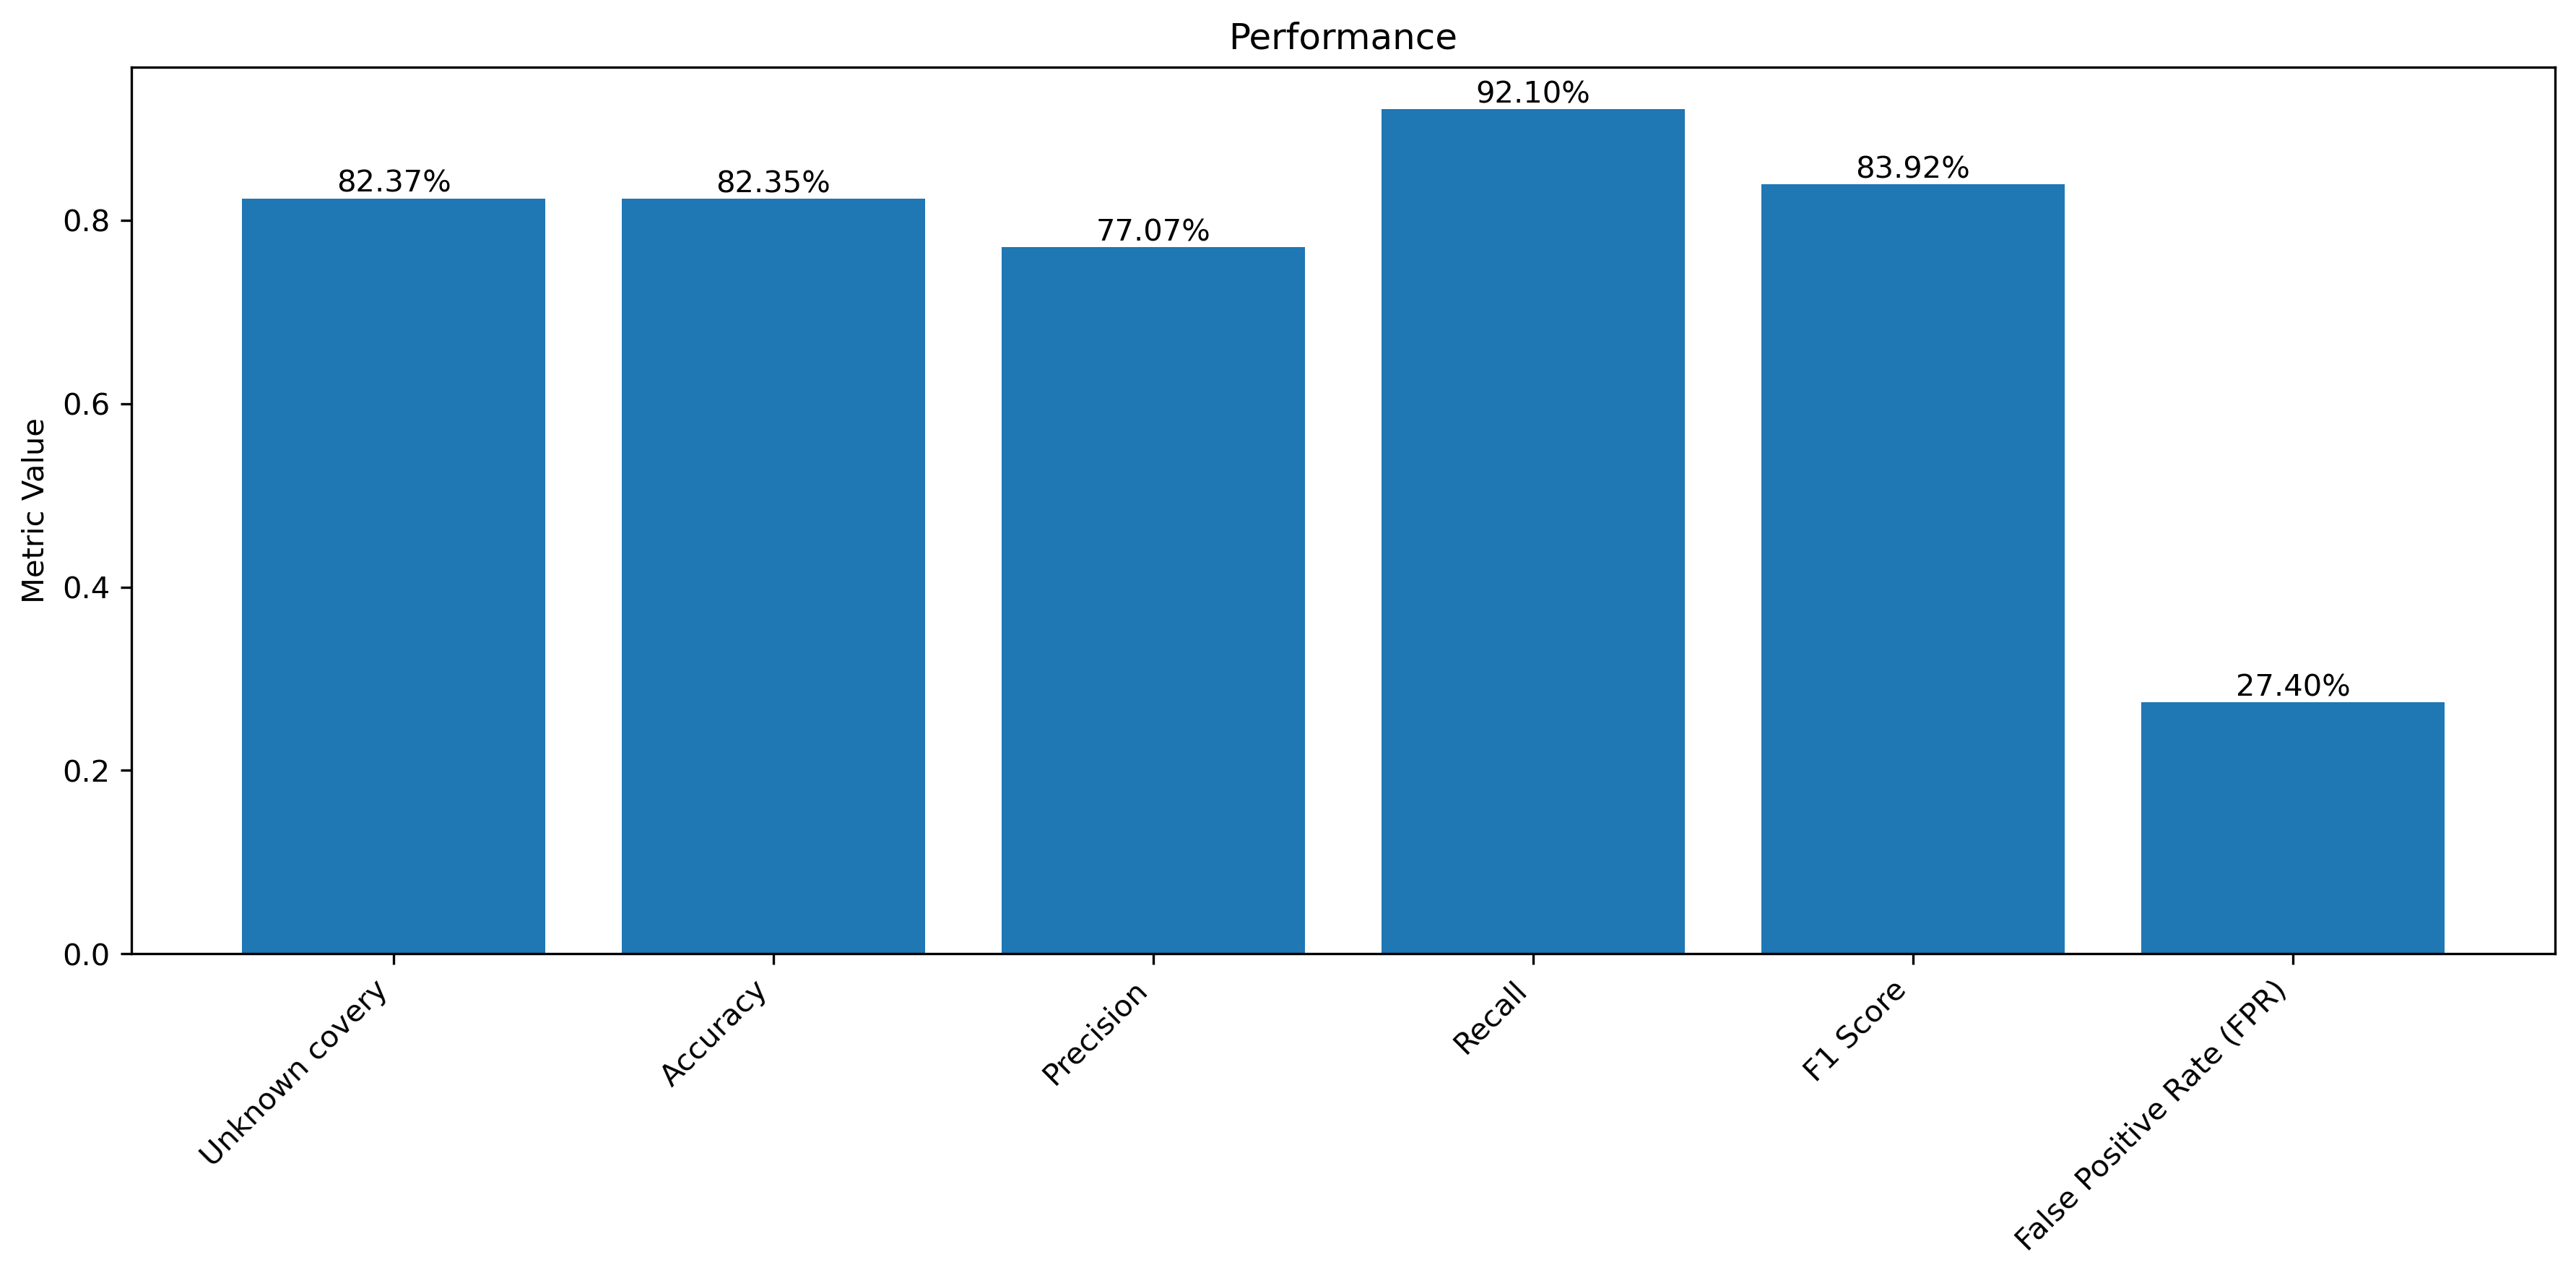 Performance
Metric Value
0.8
0.6
0.4
0.2
0.0
82.37%
82.35%
77.07%
92.10%
83.92%
27.40%
Unknown covery
Accuracy
Precision
Recall
F1 Score
False Positive Rate (FPR)